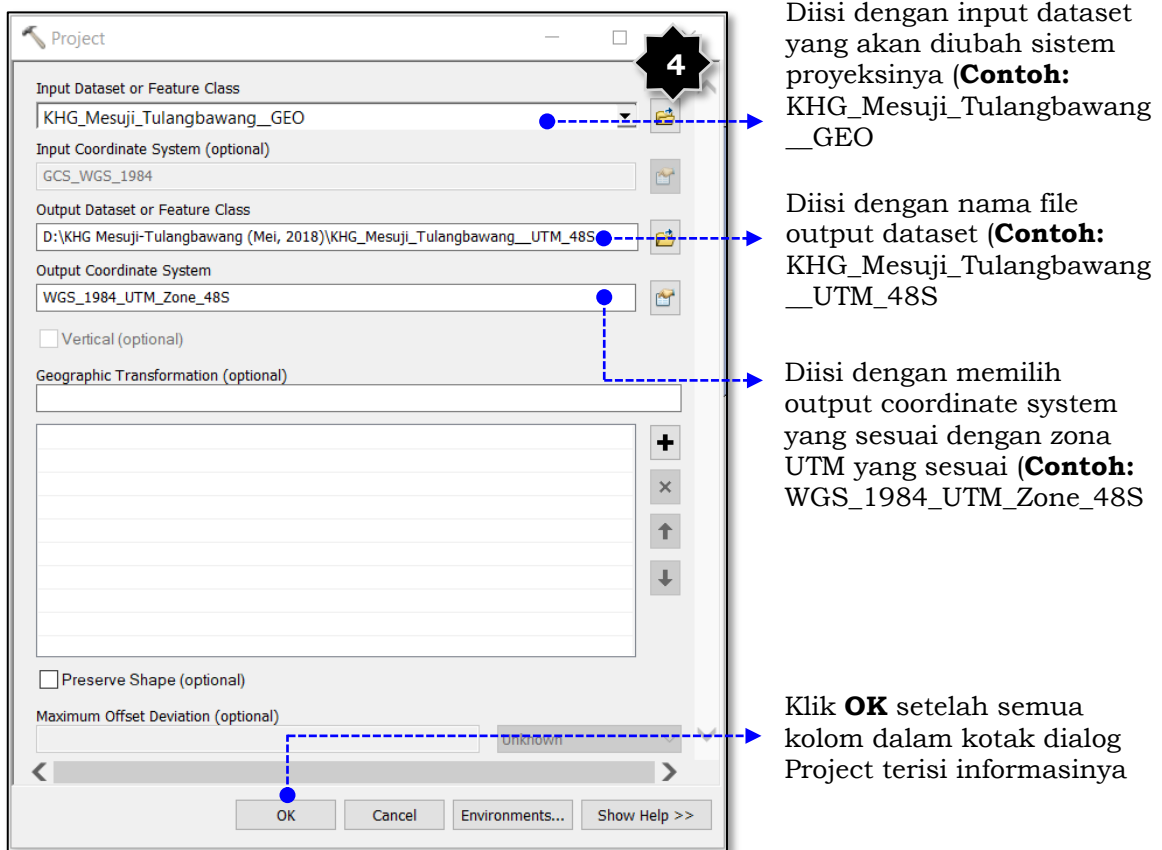 Project
4
Input Dataset or Feature Class
KHG_Mesuji_Tulangbawang__GEO
Input Coordinate System (optional)
GCS_WGS_1984
Output Dataset or Feature Class
D:\KHG Mesuji-Tulangbawang (Mei, 2018)\KHG_Mesuji_Tulangbawang__UTM_48S
Output Coordinate System
WGS_1984_UTM_Zone_48S
Vertical (optional)
Geographic Transformation (optional)
Preserve Shape (optional)
Maximum Offset Deviation (optional)
Unknown
OK Cancel Environments... Show Help >>
Diisi dengan input dataset
yang akan diubah sistem
proyeksinya (Contoh:
KHG_Mesuji_Tulangbawang
__GEO
Diisi dengan nama file
output dataset (Contoh:
KHG_Mesuji_Tulangbawang
__UTM_48S
Diisi dengan memilih
output coordinate system
yang sesuai dengan zona
UTM yang sesuai (Contoh:
WGS_1984_UTM_Zone_48S
Klik OK setelah semua
kolom dalam kotak dialog
Project terisi informasinya